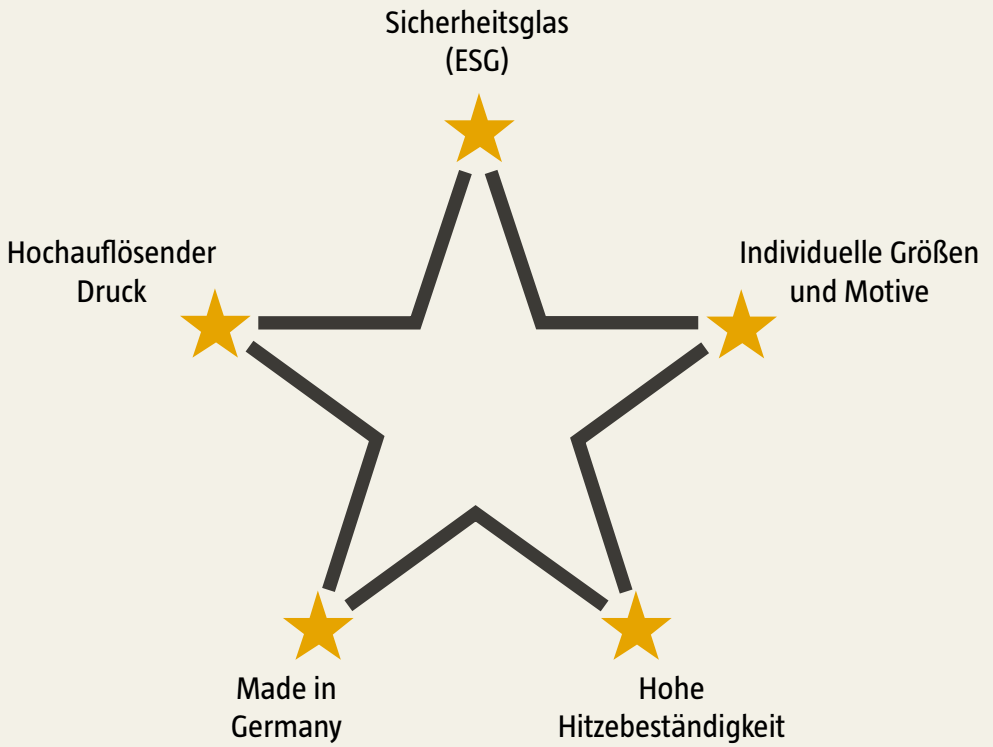 Sicherheitsglas
(ESG)
Hochauflösender
Druck
Individuelle Größen
und Motive
Made in
Germany
Hohe
Hitzebeständigkeit